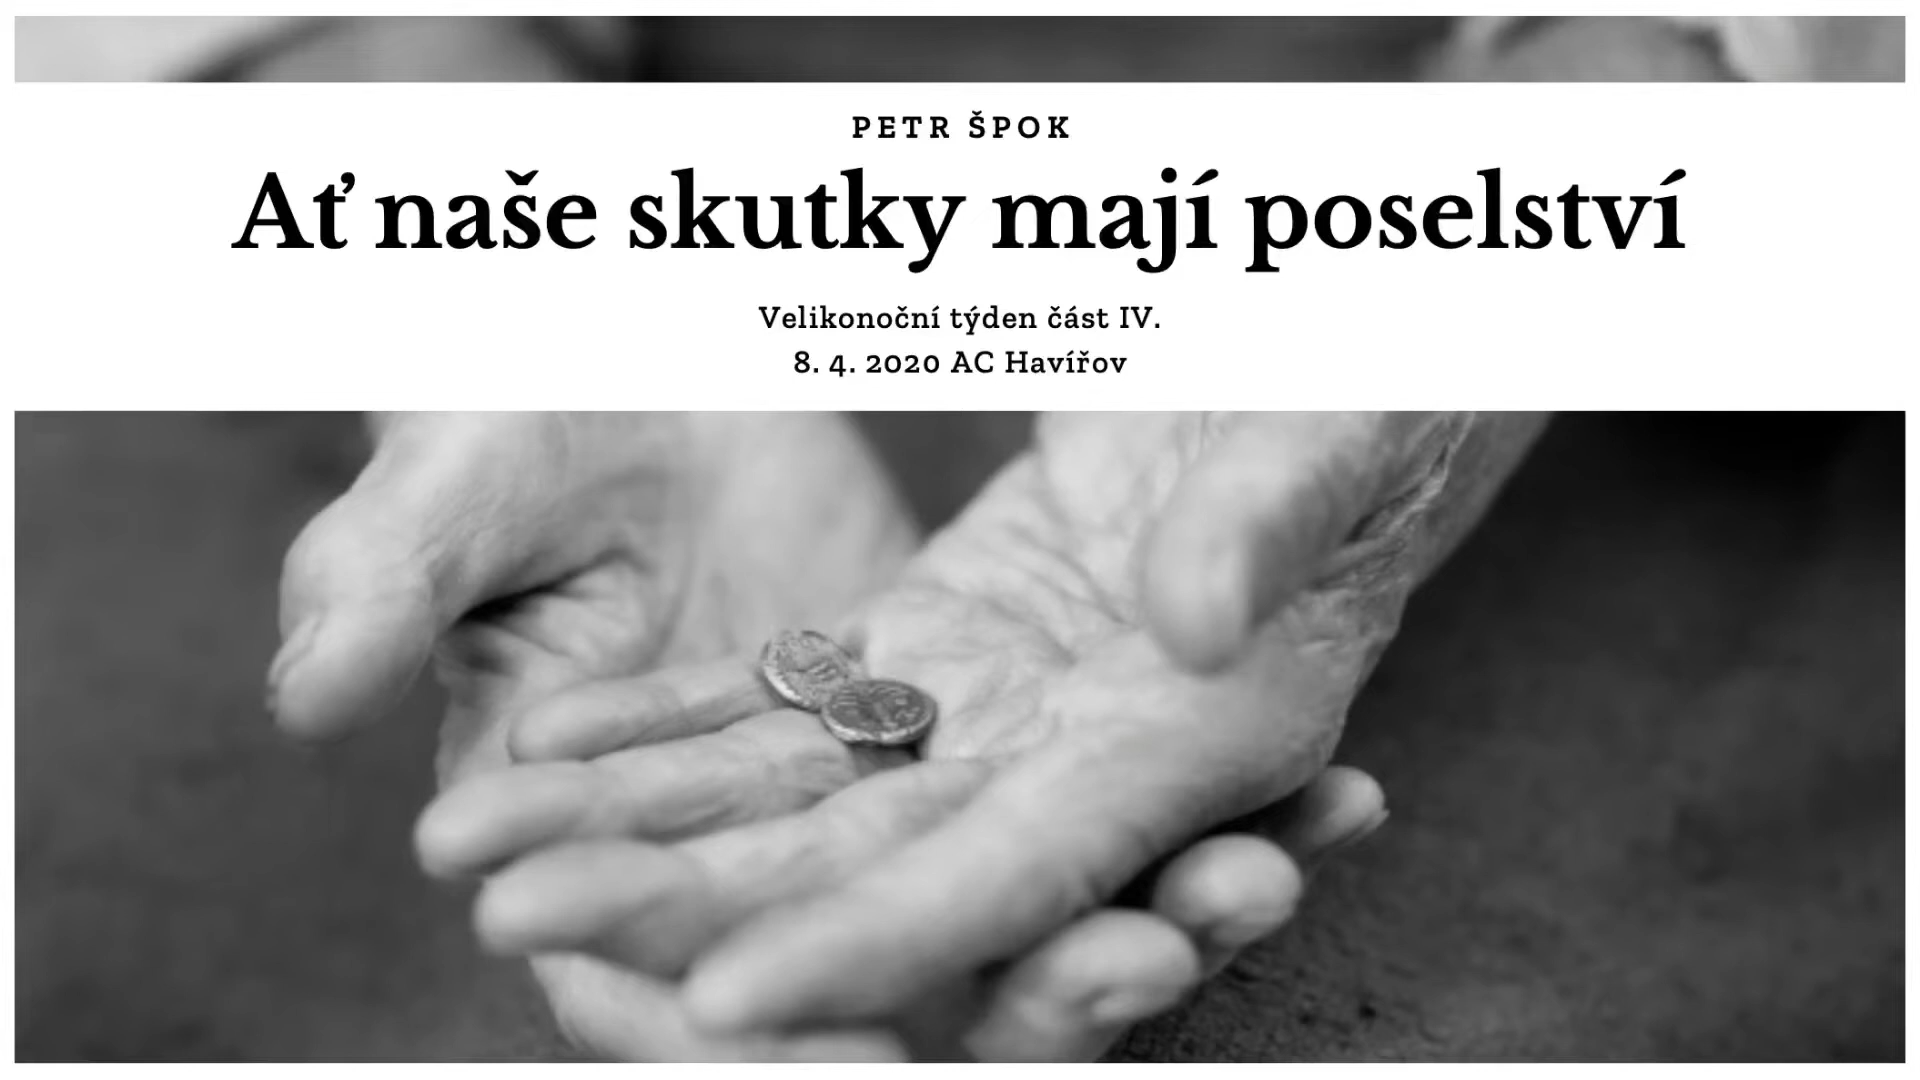 PETR ŠPOK
Ať naše skutky mají poselství
Velikonoční týden část IV.
8. 4. 2020 AC Havířov